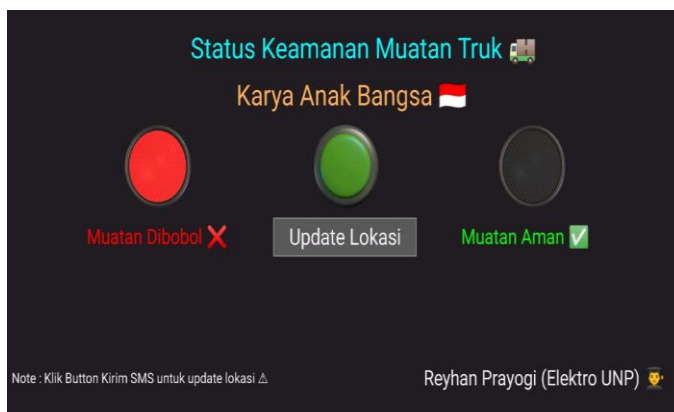 Status Keamanan Muatan Truk 🚚
Karya Anak Bangsa 🇮🇩
Muatan Dibobol ❌
Update Lokasi
Muatan Aman ✅
Note : Klik Button Kirim SMS untuk update lokasi ⚠
Reyhan Prayogi (Elektro UNP) 👨‍🎓